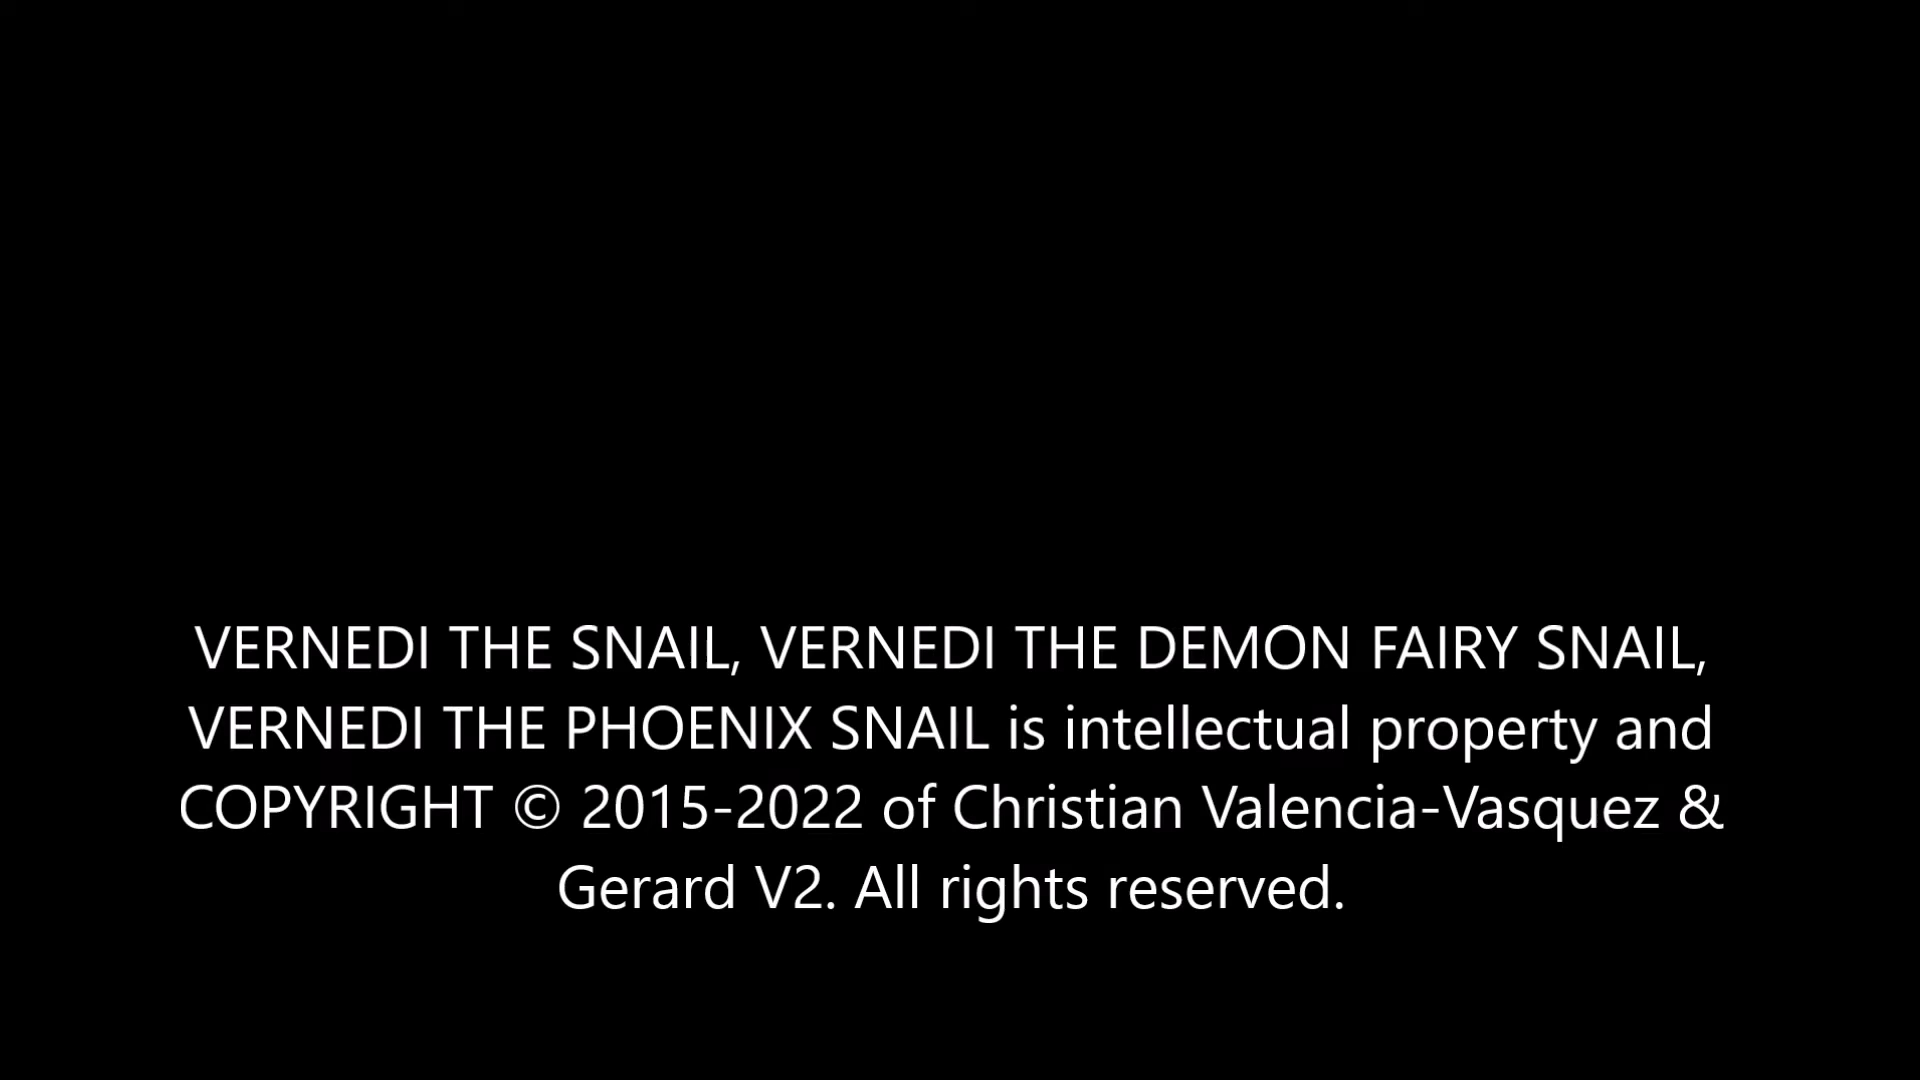 VERNEDI THE SNAIL, VERNEDI THE DEMON FAIRY SNAIL,
VERNEDI THE PHOENIX SNAIL is intellectual property and
COPYRIGHT © 2015-2022 of Christian Valencia-Vasquez &
Gerard V2. All rights reserved.